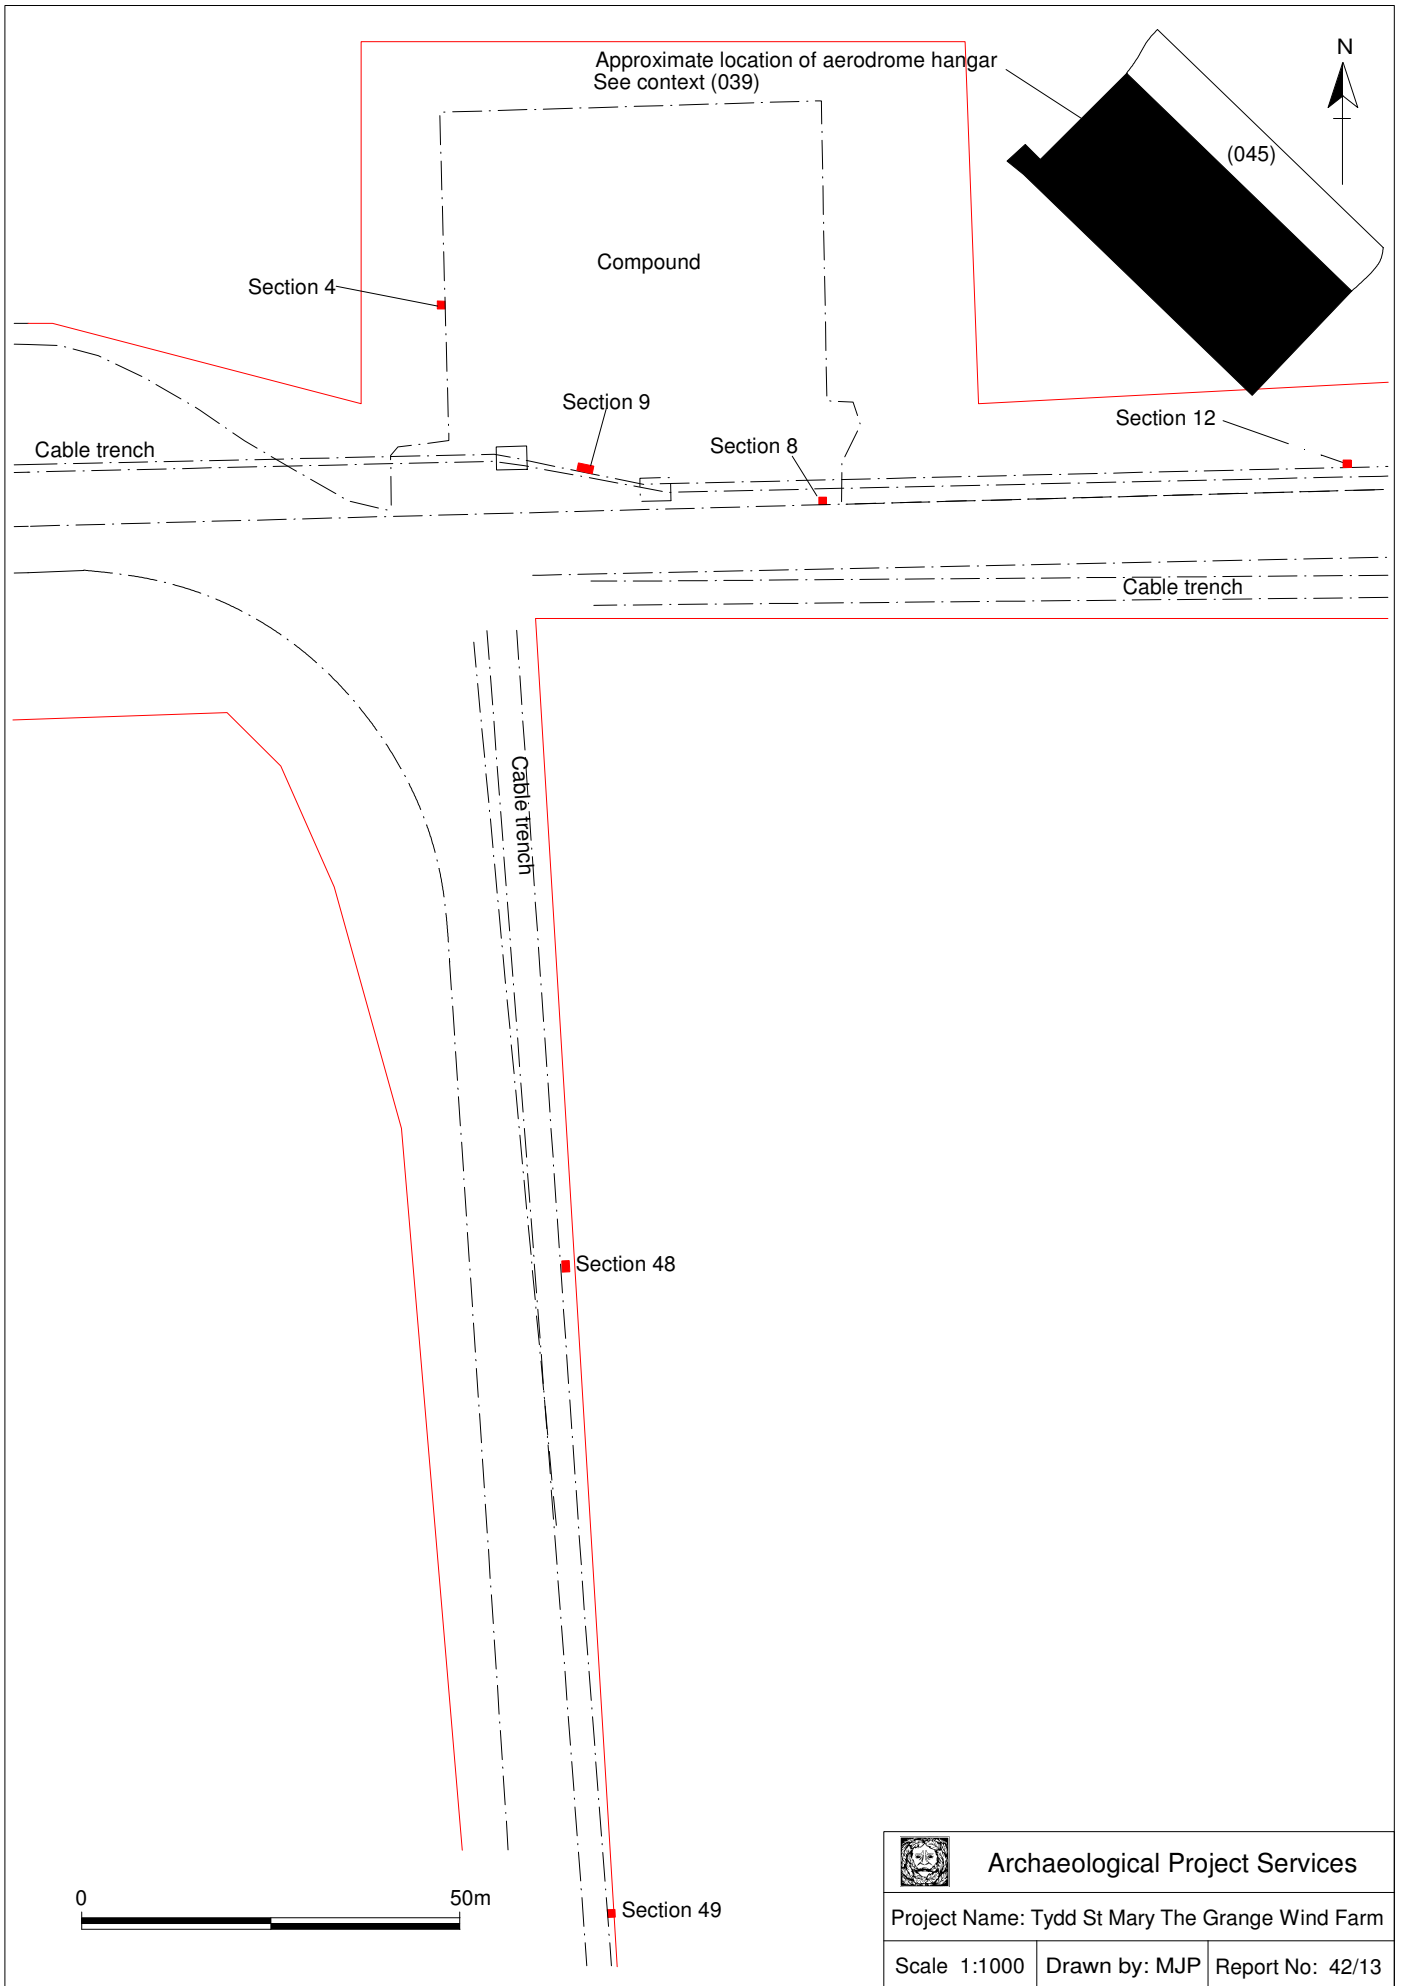 Approximate location of aerodrome hangar
See context (039)
N
(045)
Compound
Section 4
Section 9
Section 12
Section 8
Cable trench
Cable trench
Cable trench
Section 48
0
50m
Section 49
Archaeological Project Services
Project Name: Tydd St Mary The Grange Wind Farm
Scale 1:1000
Drawn by: MJP
Report No: 42/13